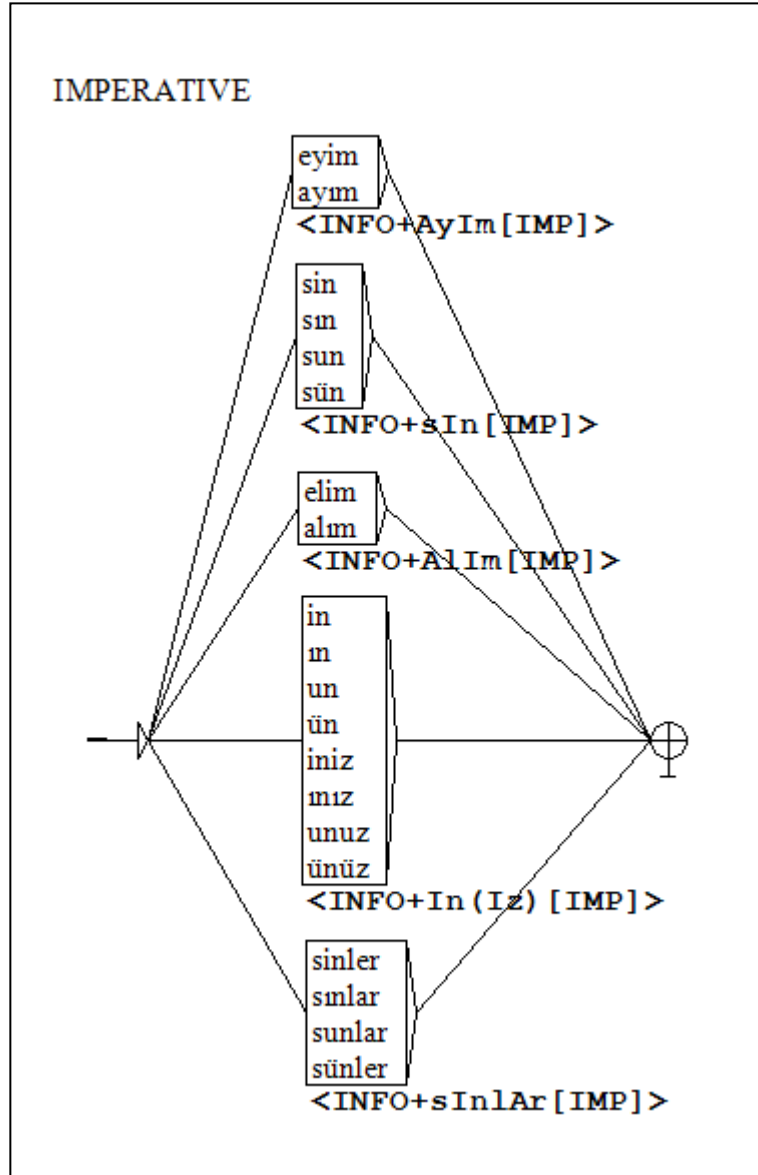 IMPERATIVE
eyim
ayım
<INFO+AyIm[IMP]>
sin
sın
sun
sün
<INFO+sIn[IMP]>
elim
alım
<INFO+AlIm[IMP]>
in
ın
un
ün
iniz
ınız
unuz
ünüz
<INFO+In(Iz)[IMP]>
sinler
sınlar
sunlar
sünler
<INFO+sInlAr[IMP]>